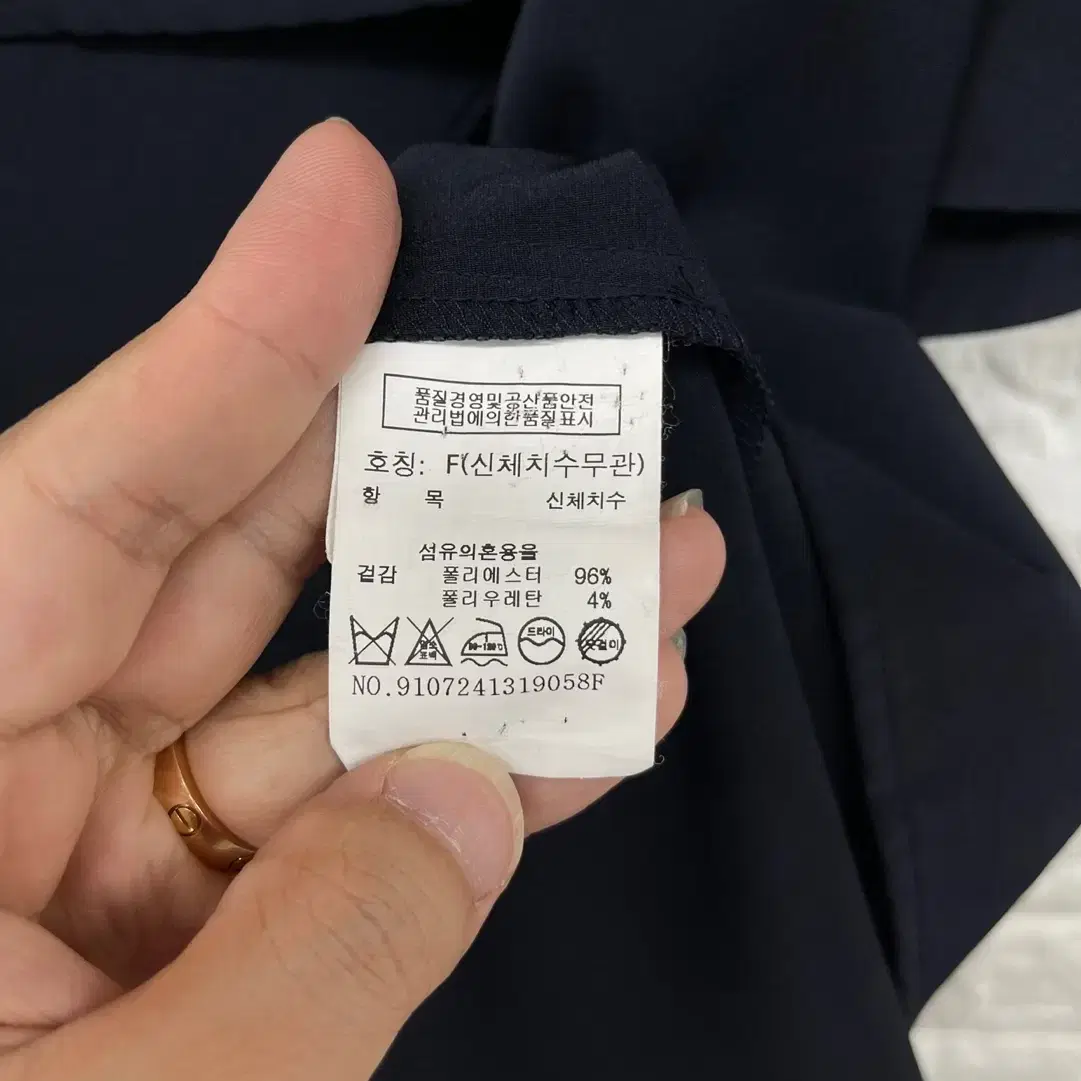 품질경영및공산품안전
관리법에의한품질표시
호칭: F(신체치수무관)
항 목 신체치수
섬유의혼용율
겉감 폴리에스터 96%
폴리우레탄 4%
드라이
NO.9107241319058F